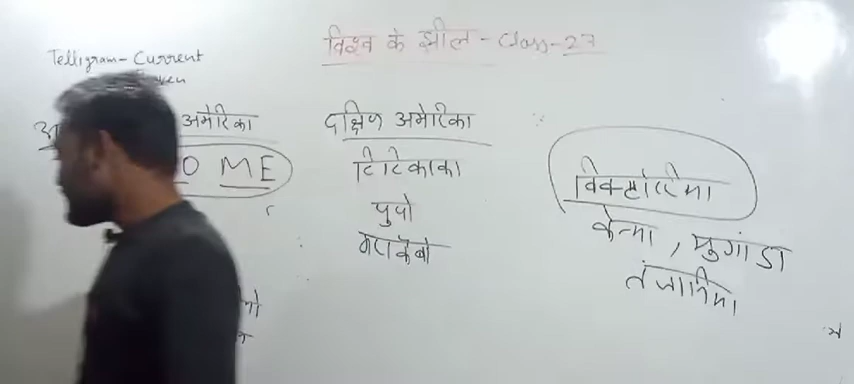 विश्व के झील - Class-27
Telligram - Current
अमेरिका
O ME
दक्षिण अमेरिका
टिटिकाका
पुपो
मराकैबो
विक्टोरिया
केन्या, युगांडा
तंजानिया